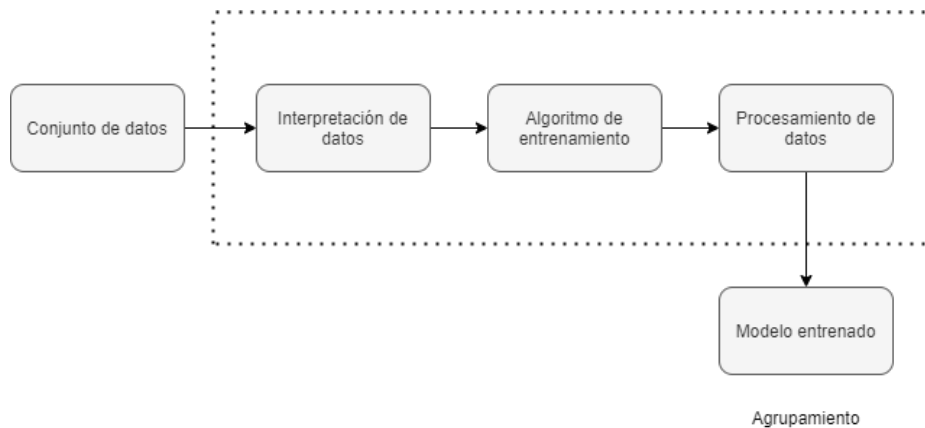 Conjunto de datos
Interpretación de
datos
Algoritmo de
entrenamiento
Procesamiento de
datos
Modelo entrenado
Agrupamiento